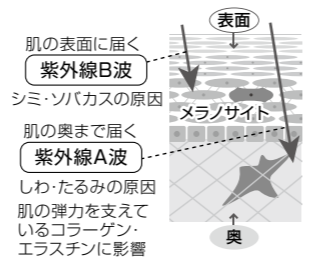 表面
肌の表面に届く
紫外線B波
シミ・ソバカスの原因
メラノサイト
肌の奥まで届く
紫外線A波
しわ・たるみの原因
肌の弾力を支えて
いるコラーゲン・
エラスチンに影響
奥